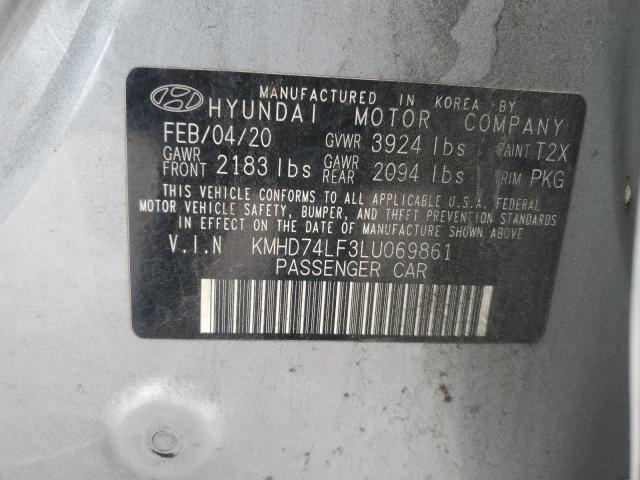 MANUFACTURED IN KOREA BY
HYUNDAI MOTOR COMPANY
FEB/04/20 GVWR 3924 lbs PAINT T2X
GAWR FRONT 2183 lbs GAWR REAR 2094 lbs TRIM PKG
THIS VEHICLE CONFORMS TO ALL APPLICABLE U.S.A. FEDERAL
MOTOR VEHICLE SAFETY, BUMPER, AND THEFT PREVENTION STANDARDS
IN EFFECT ON THE DATE OF MANUFACTURE SHOWN ABOVE.
V.I.N KMHD74LF3LU069861
PASSENGER CAR